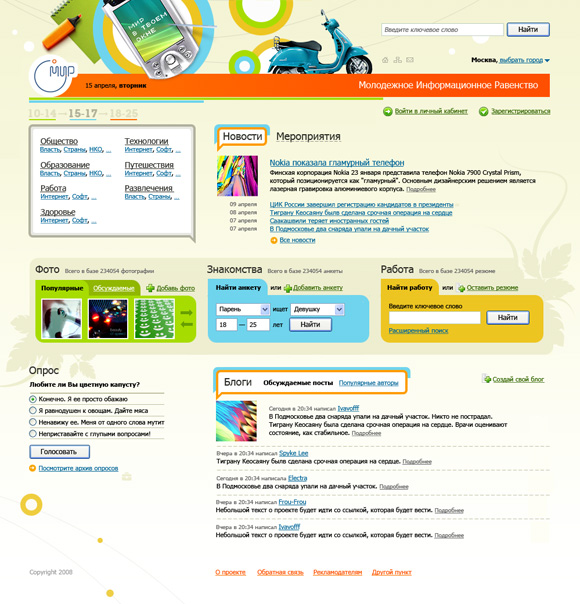 МИР
В ТВОЕМ
ОКНЕ
Введите ключевое слово
Найти
Москва, выбрать город
МИР
15 апреля, вторник
Молодежное Информационное Равенство
10-14 15-17 18-25
Войти в личный кабинет
Зарегистрироваться
Общество
Власть, Страны, НКО, ...
Технологии
Интернет, Софт, ...
Образование
Власть, Страны, НКО, ...
Путешествия
Интернет, Софт, ...
Работа
Интернет, Софт, ...
Развлечения
Власть, Страны, ...
Здоровье
Интернет, Софт, ...
Новости
Мероприятия
Nokia показала гламурный телефон
Финская корпорация Nokia 23 января представила телефон Nokia 7900 Crystal Prism,
который позиционируется как "гламурный". Основным дизайнерским решением является
лазерная гравировка алюминиевого корпуса. Подробнее
09 апреля ЦИК России завершил регистрацию кандидатов в президенты
08 апреля Тиграну Кеосаяну была сделана срочная операция на сердце
07 апреля Саакашвили теряет иностранных гостей
07 апреля В Подмосковье два снаряда упали на дачный участок
Все новости
Фото Всего в базе 234054 фотографии
Популярные
Обсуждаемые
Добавь фото
Знакомства Всего в базе 234054 анкеты
Найти анкету
или Добавить анкету
Парень ищет Девушку
18 — 25 лет Найти
Работа Всего в базе 234054 резюме
Найти работу
или Оставить резюме
Введите ключевое слово
Найти
Расширенный поиск
Опрос
Любите ли Вы цветную капусту?
Конечно. Я ее просто обажаю
Я равнодушен к овощам. Дайте мяса
Ненавижу ее. Меня от одного слова мутит
Неприставайте с глупыми вопросами!
Голосовать
Посмотрите архив опросов
Блоги
Обсуждаемые посты
Популярные авторы
Создай свой блог
Сегодня в 20:34 написал Ivavofff
В Подмосковье два снаряда упали на дачный участок. Никто не пострадал.
Тиграну Кеосаяну была сделана срочная операция на сердце. Врачи оценивают
состояние, как стабильное. Подробнее
Вчера в 20:34 написал Spyke Lee
Тиграну Кеосаяну была сделана срочная операция на сердце. Подробнее
Сегодня в 20:34 написала Electra
В Подмосковье два снаряда упали на дачный участок. Подробнее
Вчера в 20:34 написал Frou-Frou
Небольшой текст о проекте будет идти со ссылкой, которая будет вести. Подробнее
Вчера в 20:34 написал Ivavofff
Небольшой текст о проекте будет идти со ссылкой, которая будет вести. Подробнее
Copyright 2008
О проекте
Обратная связь
Рекламодателям
Другой пункт